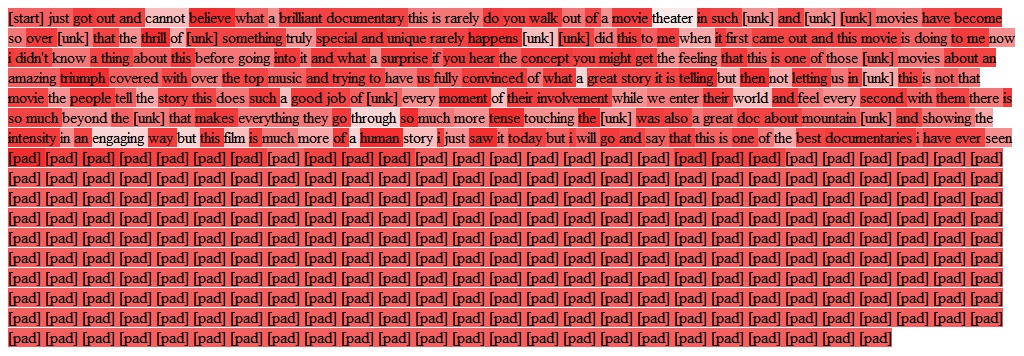 [start] just got out and cannot believe what a brilliant documentary this is rarely do you walk out of a movie theater in such [unk] and [unk] [unk] movies have become
so over [unk] that the thrill of [unk] something truly special and unique rarely happens [unk] [unk] did this to me when it first came out and this movie is doing to me now
i didn't know a thing about this before going into it and what a surprise if you hear the concept you might get the feeling that this is one of those [unk] movies about an
amazing triumph covered with over the top music and trying to have us fully convinced of what a great story it is telling but then not letting us in [unk] this is not that
movie the people tell the story this does such a good job of [unk] every moment of their involvement while we enter their world and feel every second with them there is
so much beyond the [unk] that makes everything they go through so much more tense touching the [unk] was also a great doc about mountain [unk] and showing the
intensity in an engaging way but this film is much more of a human story i just saw it today but i will go and say that this is one of the best documentaries i have ever seen
[pad] [pad] [pad] [pad] [pad] [pad] [pad] [pad] [pad] [pad] [pad] [pad] [pad] [pad] [pad] [pad] [pad] [pad] [pad] [pad] [pad] [pad] [pad] [pad] [pad] [pad] [pad]
[pad] [pad] [pad] [pad] [pad] [pad] [pad] [pad] [pad] [pad] [pad] [pad] [pad] [pad] [pad] [pad] [pad] [pad] [pad] [pad] [pad] [pad] [pad] [pad] [pad] [pad] [pad]
[pad] [pad] [pad] [pad] [pad] [pad] [pad] [pad] [pad] [pad] [pad] [pad] [pad] [pad] [pad] [pad] [pad] [pad] [pad] [pad] [pad] [pad] [pad] [pad] [pad] [pad] [pad]
[pad] [pad] [pad] [pad] [pad] [pad] [pad] [pad] [pad] [pad] [pad] [pad] [pad] [pad] [pad] [pad] [pad] [pad] [pad] [pad] [pad] [pad] [pad] [pad] [pad] [pad] [pad]
[pad] [pad] [pad] [pad] [pad] [pad] [pad] [pad] [pad] [pad] [pad] [pad] [pad] [pad] [pad] [pad] [pad] [pad] [pad] [pad] [pad] [pad] [pad] [pad] [pad] [pad] [pad]
[pad] [pad] [pad] [pad] [pad] [pad] [pad] [pad] [pad] [pad] [pad] [pad] [pad] [pad] [pad] [pad] [pad] [pad] [pad] [pad] [pad] [pad] [pad] [pad] [pad] [pad] [pad]
[pad] [pad] [pad] [pad] [pad] [pad] [pad] [pad] [pad] [pad] [pad] [pad] [pad] [pad] [pad] [pad] [pad] [pad] [pad] [pad] [pad] [pad] [pad] [pad] [pad] [pad] [pad]
[pad] [pad] [pad] [pad] [pad] [pad] [pad] [pad] [pad] [pad] [pad] [pad] [pad] [pad] [pad] [pad] [pad] [pad] [pad] [pad] [pad] [pad] [pad] [pad] [pad] [pad] [pad]
[pad] [pad] [pad] [pad] [pad] [pad] [pad] [pad] [pad] [pad] [pad] [pad] [pad] [pad] [pad] [pad] [pad] [pad] [pad] [pad] [pad] [pad] [pad] [pad] [pad] [pad] [pad]
[pad] [pad] [pad] [pad] [pad] [pad] [pad] [pad] [pad] [pad] [pad] [pad] [pad] [pad] [pad] [pad] [pad] [pad] [pad] [pad] [pad] [pad] [pad] [pad]